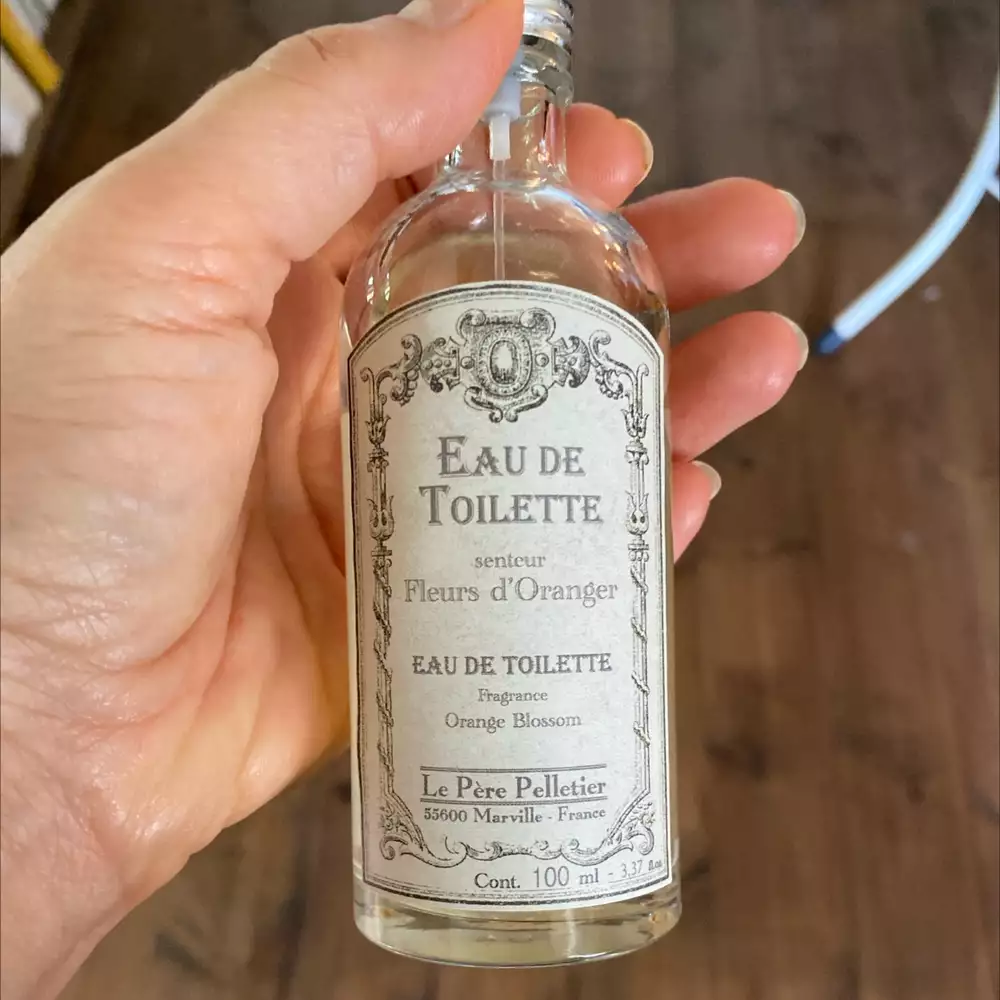 EAU DE
TOILETTE
senteur
Fleurs d'Oranger
EAU DE TOILETTE
Fragrance
Orange Blossom
Le Père Pelletier
55600 Marville - France
Cont. 100 ml - 3,37 fl.oz